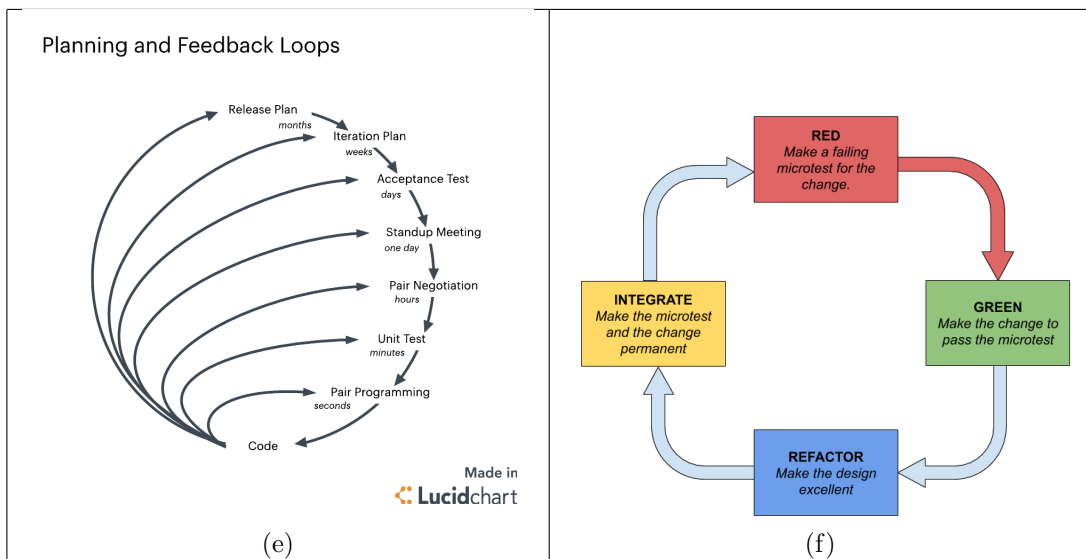 Planning and Feedback Loops
Release Plan
months
Iteration Plan
weeks
Acceptance Test
days
Standup Meeting
one day
Pair Negotiation
hours
Unit Test
minutes
Pair Programming
seconds
Code
Made in
Lucidchart
(e)
RED
Make a failing
microtest for the
change.
GREEN
Make the change to
pass the microtest
REFACTOR
Make the design
excellent
INTEGRATE
Make the microtest
and the change
permanent
(f)